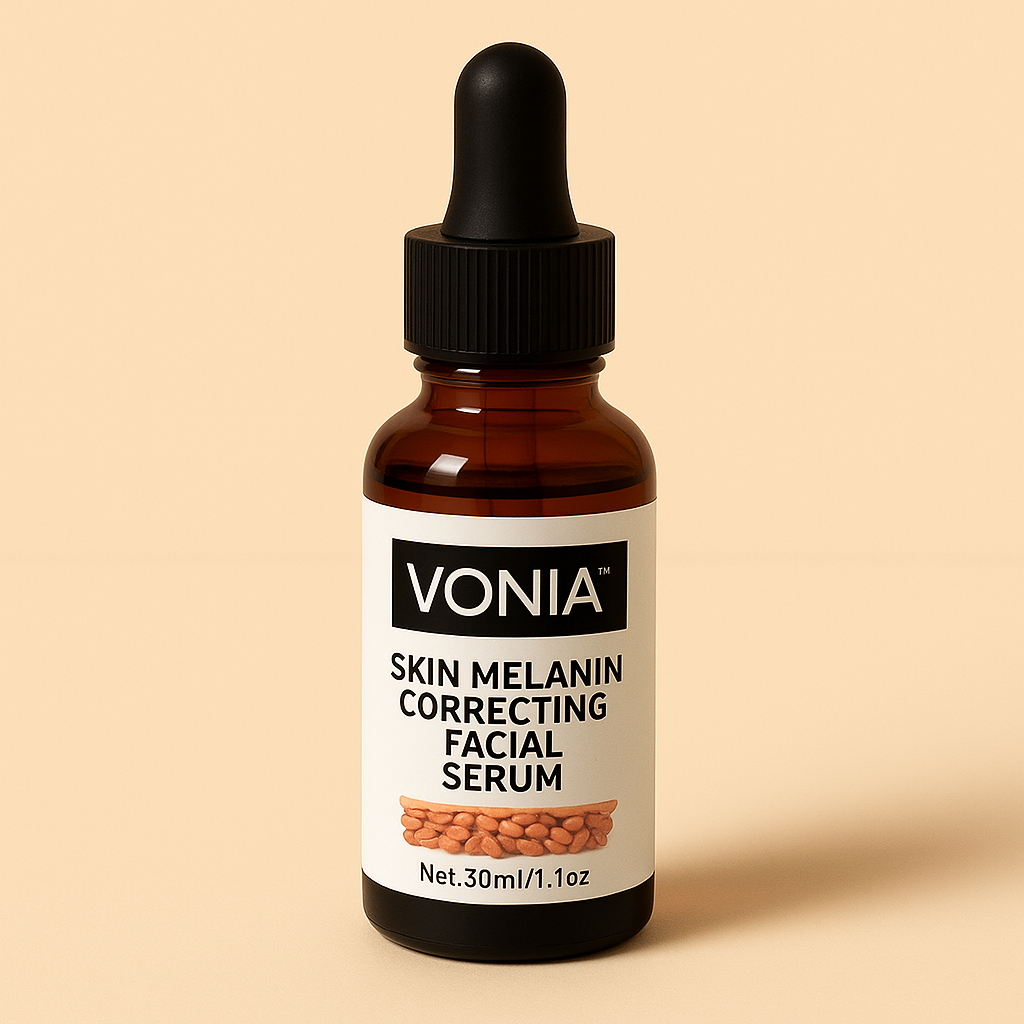 VONIA™
SKIN MELANIN
CORRECTING
FACIAL
SERUM
Net.30ml/1.1oz